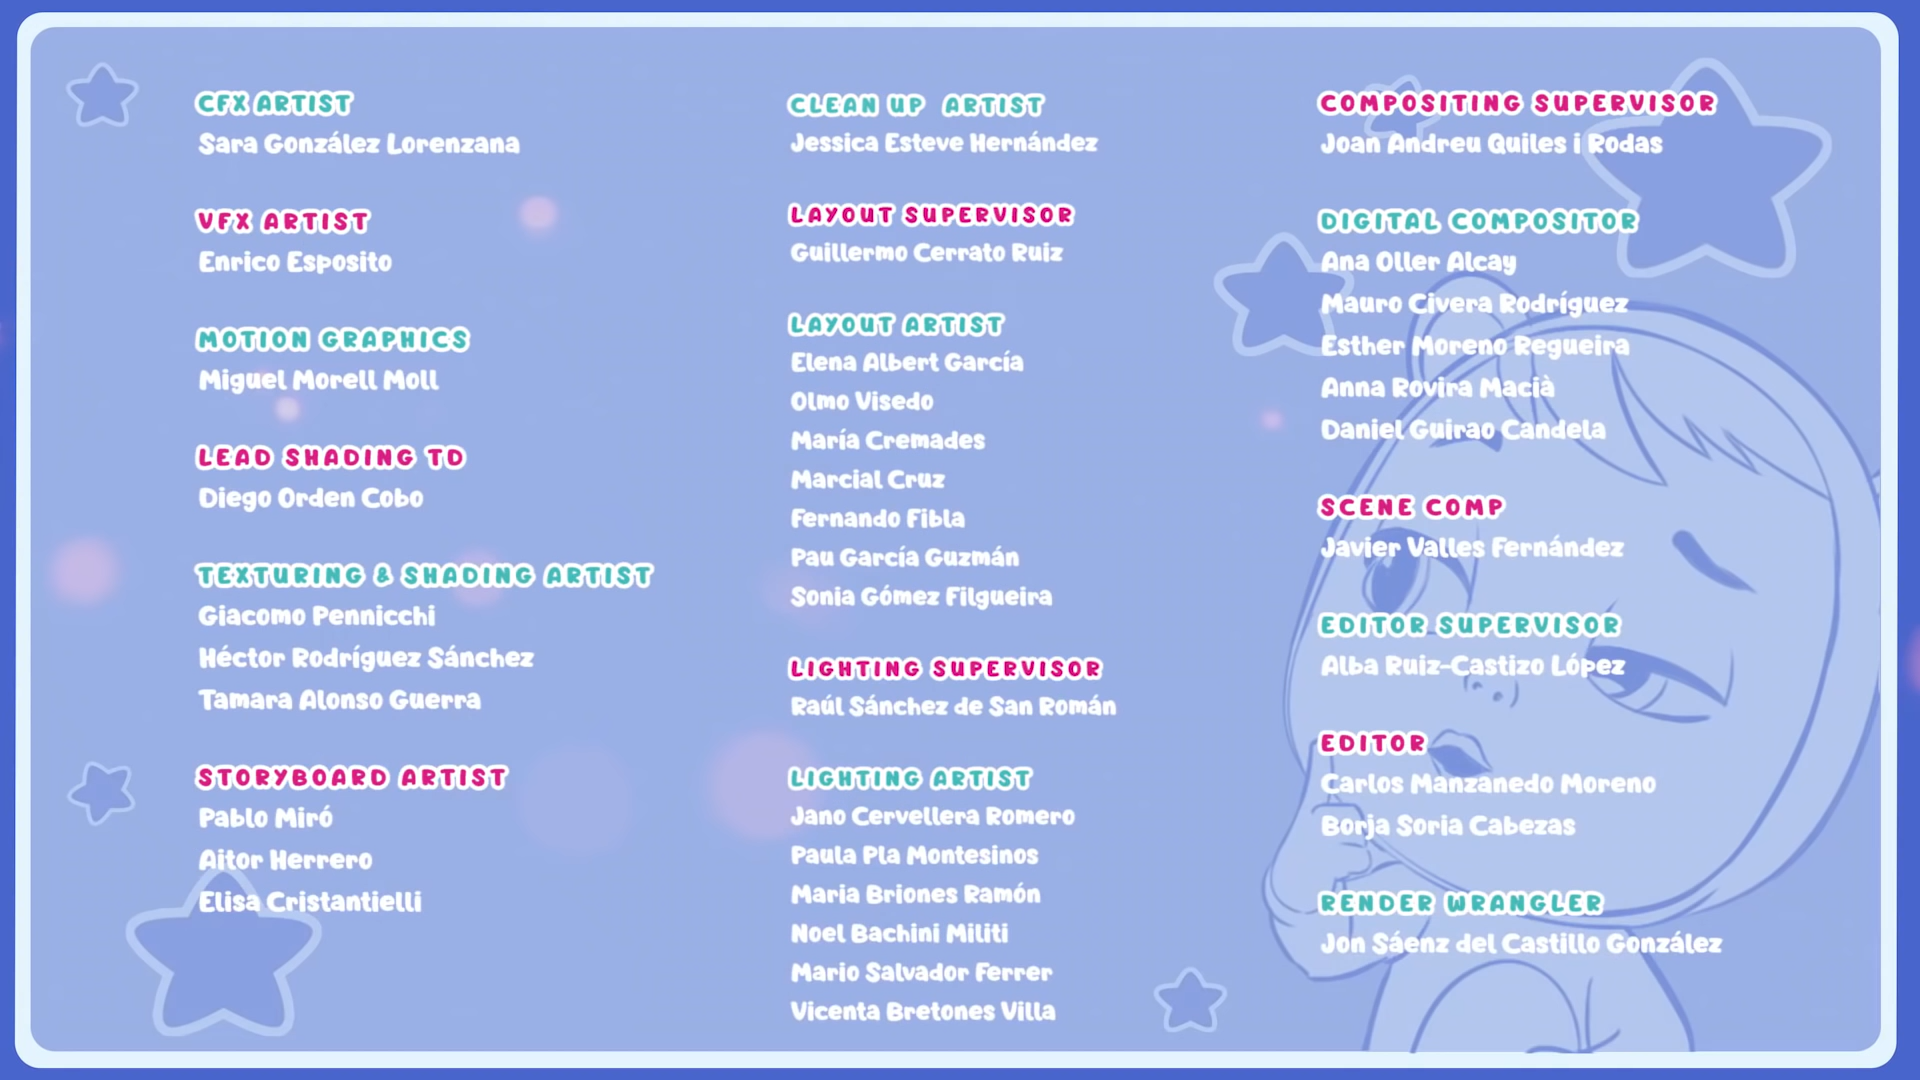 CFX ARTIST
Sara González Lorenzana
VFX ARTIST
Enrico Esposito
MOTION GRAPHICS
Miguel Morell Moll
LEAD SHADING TD
Diego Orden Cobo
TEXTURING & SHADING ARTIST
Giacomo Pennicchi
Héctor Rodríguez Sánchez
Tamara Alonso Guerra
STORYBOARD ARTIST
Pablo Miró
Aitor Herrero
Elisa Cristantielli
CLEAN UP ARTIST
Jessica Esteve Hernández
LAYOUT SUPERVISOR
Guillermo Cerrato Ruiz
LAYOUT ARTIST
Elena Albert García
Olmo Visedo
María Cremades
Marcial Cruz
Fernando Fibla
Pau García Guzmán
Sonia Gómez Filgueira
LIGHTING SUPERVISOR
Raúl Sánchez de San Román
LIGHTING ARTIST
Jano Cervellera Romero
Paula Pla Montesinos
Maria Briones Ramón
Noel Bachini Militi
Mario Salvador Ferrer
Vicenta Bretones Villa
COMPOSITING SUPERVISOR
Joan Andreu Quiles i Rodas
DIGITAL COMPOSITOR
Ana Oller Alcay
Mauro Civera Rodríguez
Esther Moreno Regueira
Anna Rovira Macià
Daniel Guirao Candela
SCENE COMP
Javier Valles Fernández
EDITOR SUPERVISOR
Alba Ruiz-Castizo López
EDITOR
Carlos Manzanedo Moreno
Borja Soria Cabezas
RENDER WRANGLER
Jon Sáenz del Castillo González